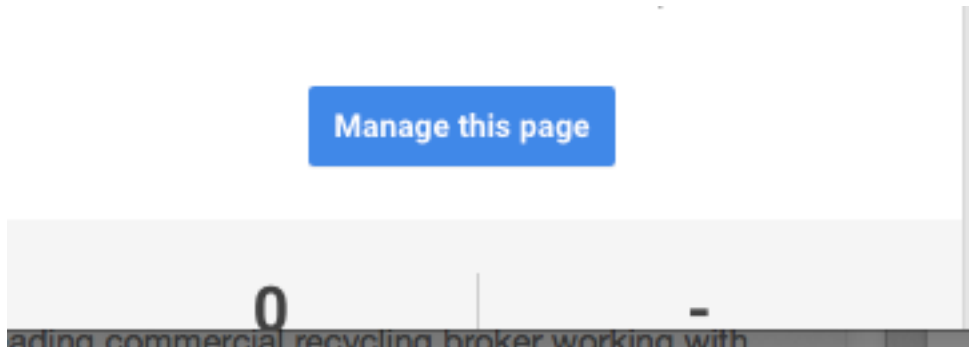 Manage this page
0 -
ading commercial recycling broker working with